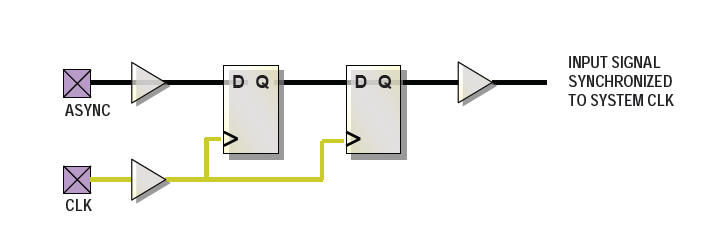 INPUT SIGNAL
SYNCHRONIZED
TO SYSTEM CLK
D Q
D Q
ASYNC
CLK